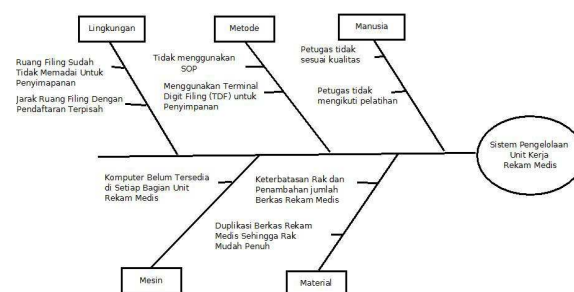 Lingkungan
Metode
Manusia
Ruang Filing Sudah
Tidak Memadai Untuk
Penyimapanan
Jarak Ruang Filing Dengan
Pendaftaran Terpisah
Tidak menggunakan
SOP
Menggunakan Terminal
Digit Filing (TDF) untuk
Penyimpanan
Petugas tidak
sesuai kualitas
Petugas tidak
mengikuti pelatihan
Sistem Pengelolaan
Unit Kerja
Rekam Medis
Komputer Belum Tersedia
di Setiap Bagian Unit
Rekam Medis
Keterbatasan Rak dan
Penambahan jumlah
Berkas Rekam Medis
Duplikasi Berkas Rekam
Medis Sehingga Rak
Mudah Penuh
Mesin
Material